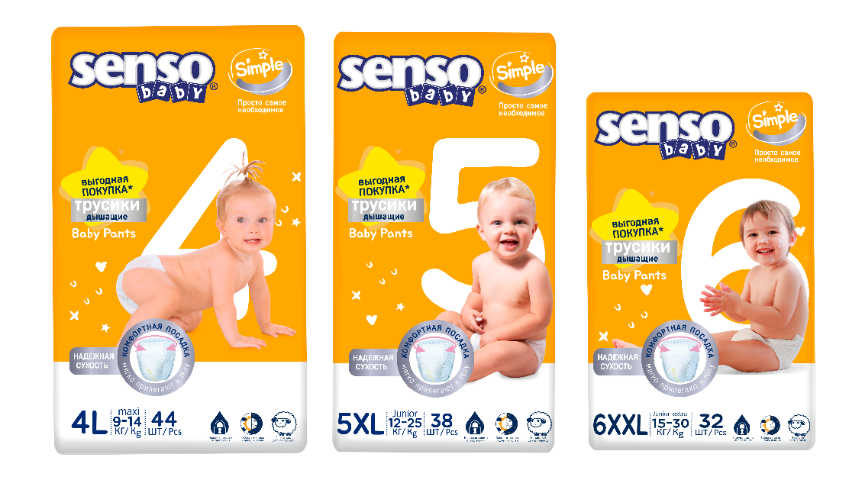 senso
baby®
Simple
Просто самое
необходимое
4
ВЫГОДНАЯ
ПОКУПКА*
трусики
дышащие
Baby Pants
КОМФОРТНАЯ ПОСАДКА
МЯГКО ПРИЛЕГАЮТ К ТЕЛУ
НАДЕЖНАЯ
СУХОСТЬ
4L
maxi
9-14
КГ/Kg
44
ШТ/Pcs
senso
baby®
Simple
Просто самое
необходимое
5
ВЫГОДНАЯ
ПОКУПКА*
трусики
дышащие
Baby Pants
КОМФОРТНАЯ ПОСАДКА
МЯГКО ПРИЛЕГАЮТ К ТЕЛУ
НАДЕЖНАЯ
СУХОСТЬ
5XL
Junior
12-25
КГ/Kg
38
ШТ/Pcs
senso
baby®
Simple
Просто самое
необходимое
6
ВЫГОДНАЯ
ПОКУПКА*
трусики
дышащие
Baby Pants
КОМФОРТНАЯ ПОСАДКА
МЯГКО ПРИЛЕГАЮТ К ТЕЛУ
НАДЕЖНАЯ
СУХОСТЬ
6XXL
Junior extra
15-30
КГ/Kg
32
ШТ/Pcs